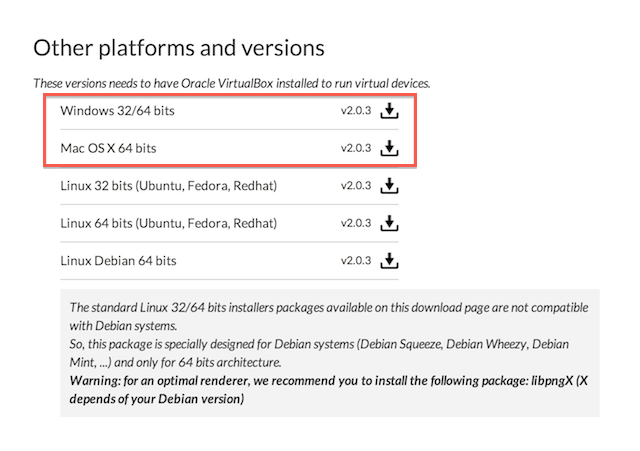 Other platforms and versions
These versions needs to have Oracle VirtualBox installed to run virtual devices.
Windows 32/64 bits v2.0.3
Mac OS X 64 bits v2.0.3
Linux 32 bits (Ubuntu, Fedora, Redhat) v2.0.3
Linux 64 bits (Ubuntu, Fedora, Redhat) v2.0.3
Linux Debian 64 bits v2.0.3
The standard Linux 32/64 bits installers packages available on this download page are not compatible
with Debian systems.
So, this package is specially designed for Debian systems (Debian Squeeze, Debian Wheezy, Debian
Mint, ...) and only for 64 bits architecture.
Warning: for an optimal renderer, we recommend you to install the following package: libpngX (X
depends of your Debian version)